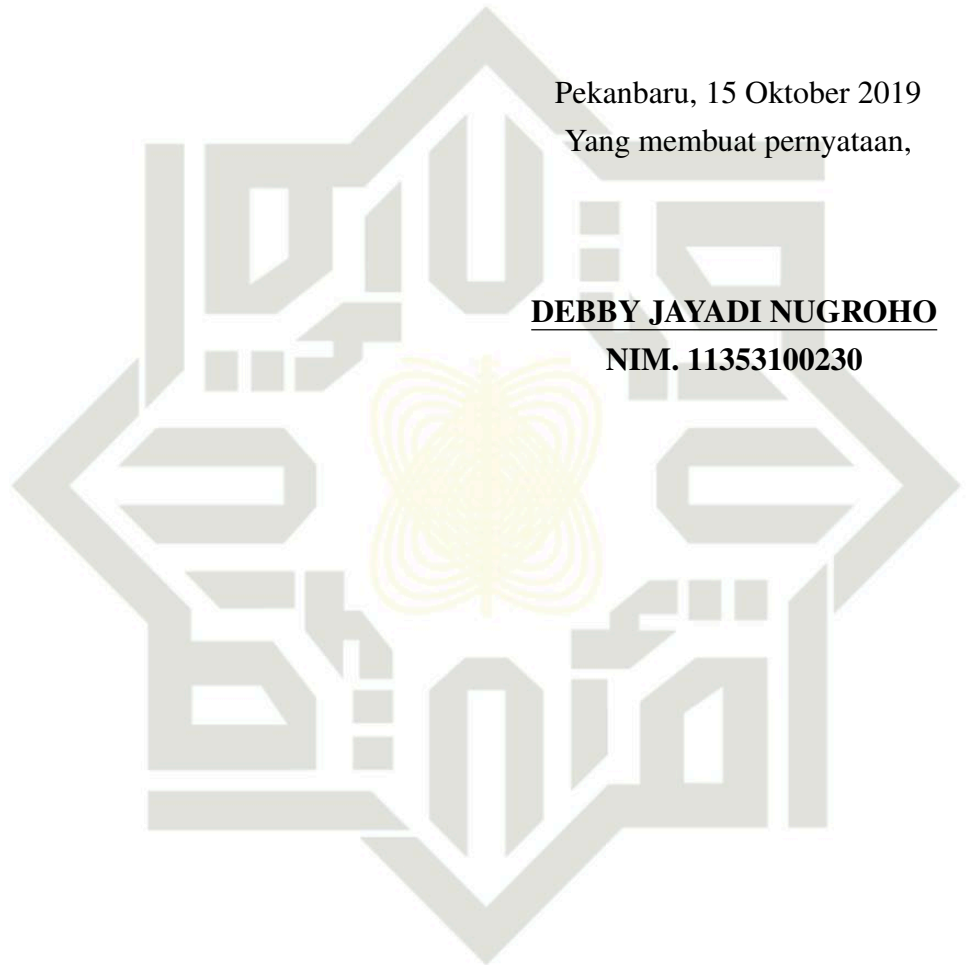 Pekanbaru, 15 Oktober 2019
Yang membuat pernyataan,
DEBBY JAYADI NUGROHO
NIM. 11353100230